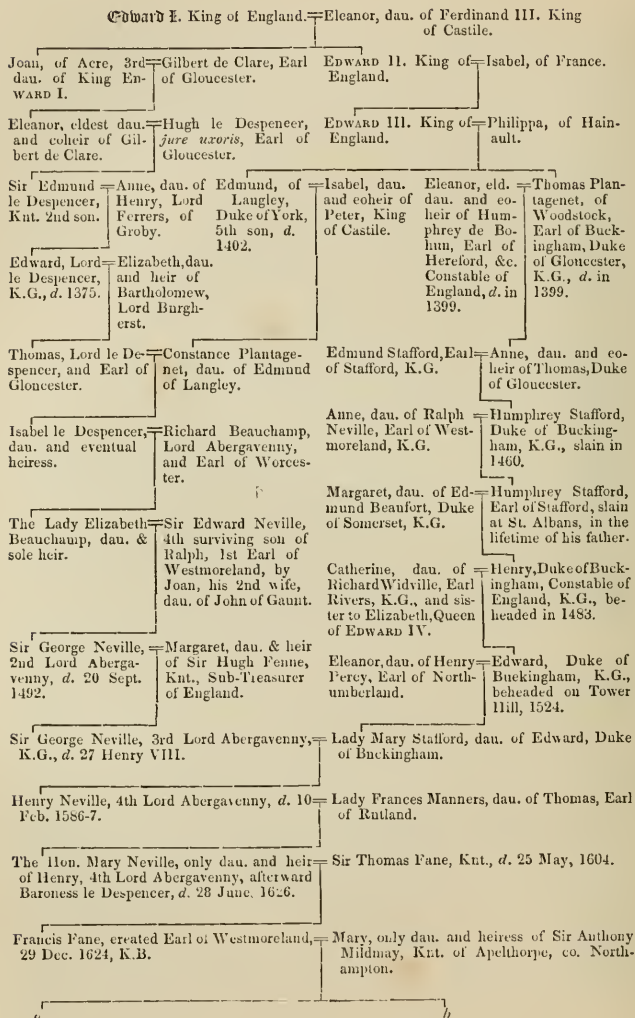 Edward I. King of England.
Eleanor, dau. of Ferdinand III. King
of Castile.
Joan, of Acre, 3rd
dau. of King Ed-
WARD I.
Gilbert de Clare, Earl
of Gloucester.
EDWARD II. King of
England.
Isabel, of France.
Eleanor, eldest dau.
and coheir of Gil-
bert de Clare.
Hugh le Despencer,
jure uxoris, Earl of
Gloucester.
EDWARD III. King of
England.
Philippa, of Hain-
ault.
Sir Edmund
le Despencer,
Knt. 2nd son.
Anne, dau. of
Henry, Lord
Ferrers, of
Groby.
Edmund, of
Langley,
Duke of York,
5th son, d.
1402.
Isabel, dau.
and coheir of
Peter, King
of Castile.
Eleanor, eld.
dau. and co-
heir of Hum-
phrey de Bo-
hun, Earl of
Hereford, &c.
Constable of
England, d. in
1399.
Thomas Plan-
tagenet, of
Woodstock,
Earl of Buck-
ingham, Duke
of Gloucester,
K.G., d. in
1399.
Edward, Lord
le Despencer,
K.G., d. 1375.
Elizabeth, dau.
and heir of
Bartholomew,
Lord Burgh-
erst.
Thomas, Lord le De-
spencer, and Earl of
Gloucester.
Constance Plantage-
net, dau. of Edmund
of Langley.
Edmund Stafford, Earl
of Stafford, K.G.
Anne, dau. and co-
heir of Thomas, Duke
of Gloucester.
Isabel le Despencer,
dau. and eventual
heiress.
Richard Beauchamp,
Lord Abergavenny,
and Earl of Worces-
ter.
Anne, dau. of Ralph
Neville, Earl of West-
moreland, K.G.
Humphrey Stafford,
Duke of Bucking-
ham, K.G., slain in
1460.
Margaret, dau. of Ed-
mund Beaufort, Duke
of Somerset, K.G.
Humphrey Stafford,
Earl of Stafford, slain
at St. Albans, in the
lifetime of his father.
The Lady Elizabeth
Beauchamp, dau. &
sole heir.
Sir Edward Neville,
4th surviving son of
Ralph, 1st Earl of
Westmoreland, by
Joan, his 2nd wife,
dau. of John of Gaunt.
Catherine, dau. of
Richard Widville, Earl
Rivers, K.G., and sis-
ter to Elizabeth, Queen
of EDWARD IV.
Henry, Duke of Buck-
ingham, Constable of
England, K.G., be-
headed in 1483.
Sir George Neville,
2nd Lord Aberga-
venny, d. 20 Sept.
1492.
Margaret, dau. & heir
of Sir Hugh Fenne,
Knt., Sub-Treasurer
of England.
Eleanor, dau. of Henry
Percy, Earl of North-
umberland.
Edward, Duke of
Buckingham, K.G.,
beheaded on Tower
Hill, 1524.
Sir George Neville, 3rd Lord Abergavenny,
K.G., d. 27 Henry VIII.
Lady Mary Stafford, dau. of Edward, Duke
of Buckingham.
Henry Neville, 4th Lord Abergavenny, d. 10
Feb. 1586-7.
Lady Frances Manners, dau. of Thomas, Earl
of Rutland.
The Hon. Mary Neville, only dau. and heir
of Henry, 4th Lord Abergavenny, afterward
Baroness le Despencer, d. 28 June, 1626.
Sir Thomas Fane, Knt., d. 25 May, 1604.
Francis Fane, created Earl of Westmoreland,
29 Dec. 1624, K.B.
Mary, only dau. and heiress of Sir Anthony
Mildmay, Knt. of Apelthorpe, co. North-
ampton.
a
b